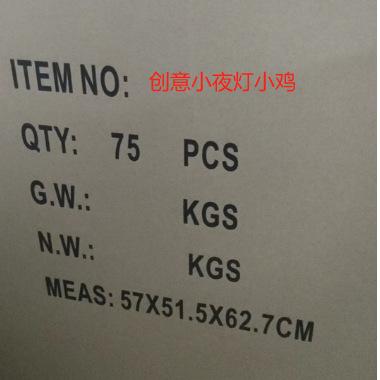 ITEM NO: 创意小夜灯小鸡
QTY: 75 PCS
G.W.: KGS
N.W.: KGS
MEAS: 57X51.5X62.7CM